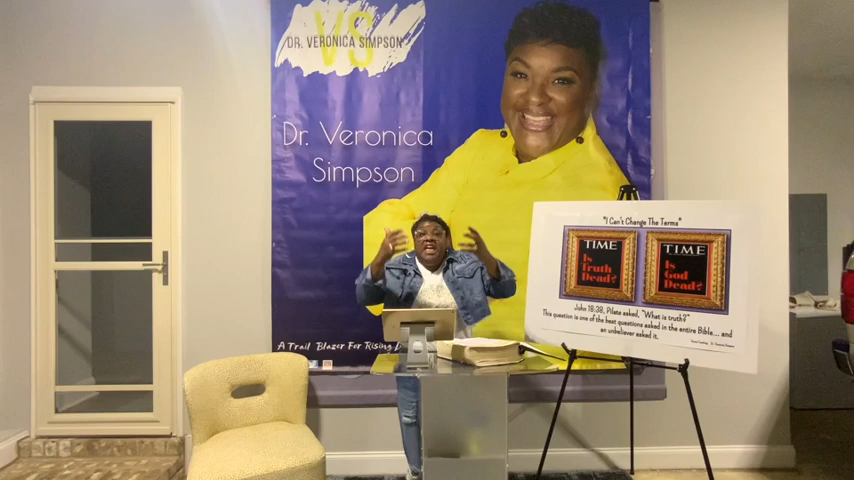 VS
DR. VERONICA SIMPSON
Dr. Veronica
Simpson
A Trail Blazer For Rising L
"I Can't Change The Terms"
TIME
Is
Truth
Dead?
TIME
Is
God
Dead?
John 18:38, Pilate asked, "What is truth?"
This question is one of the best questions asked in the entire Bible.... and
an unbeliever asked it.